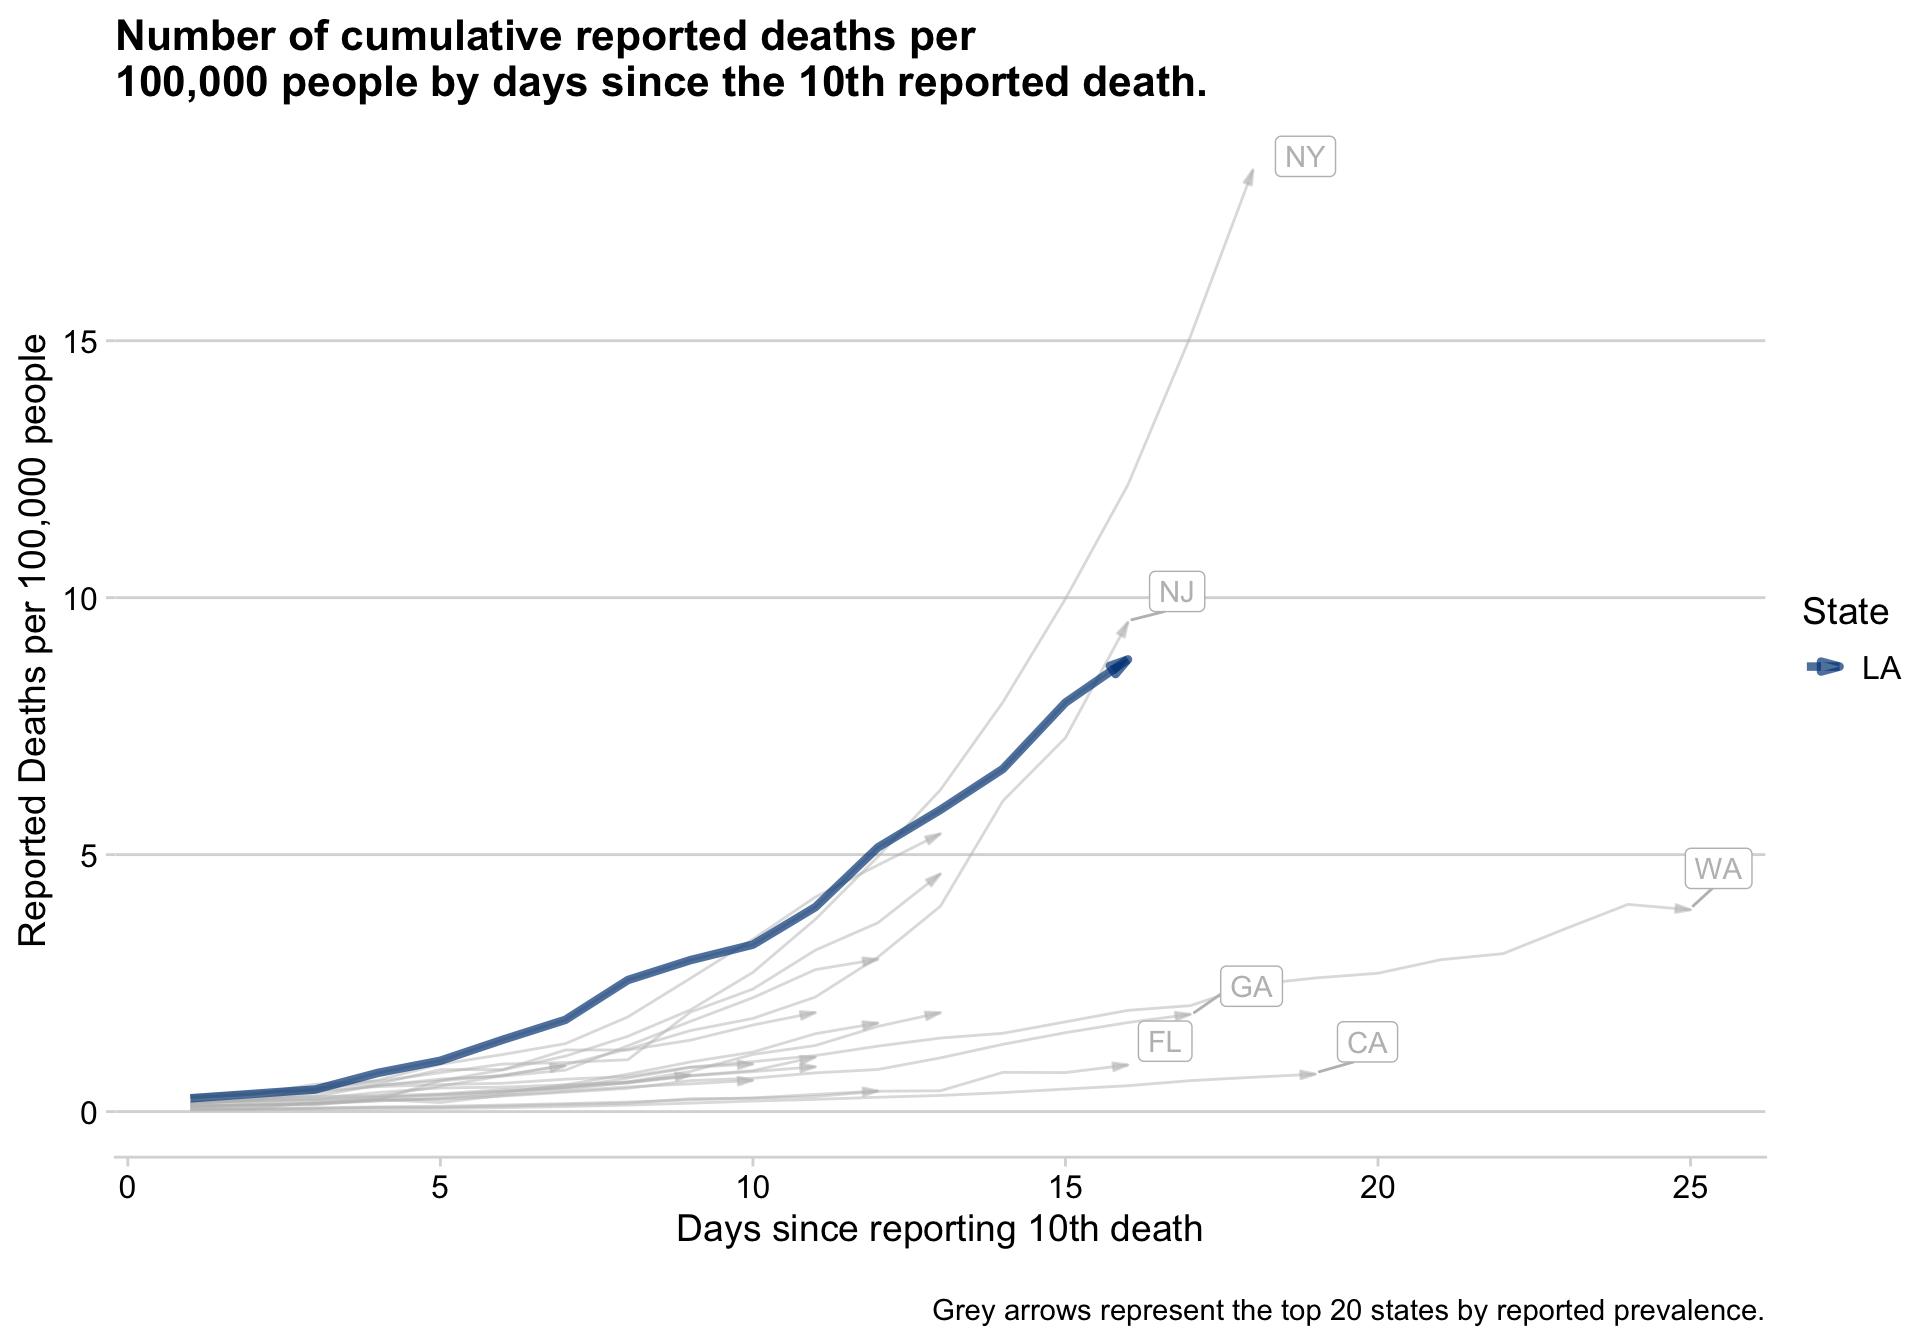 Number of cumulative reported deaths per
100,000 people by days since the 10th reported death.
NY
15
10
5
0
Reported Deaths per 100,000 people
NJ
WA
GA
FL
CA
State
LA
0 5 10 15 20 25
Days since reporting 10th death
Grey arrows represent the top 20 states by reported prevalence.